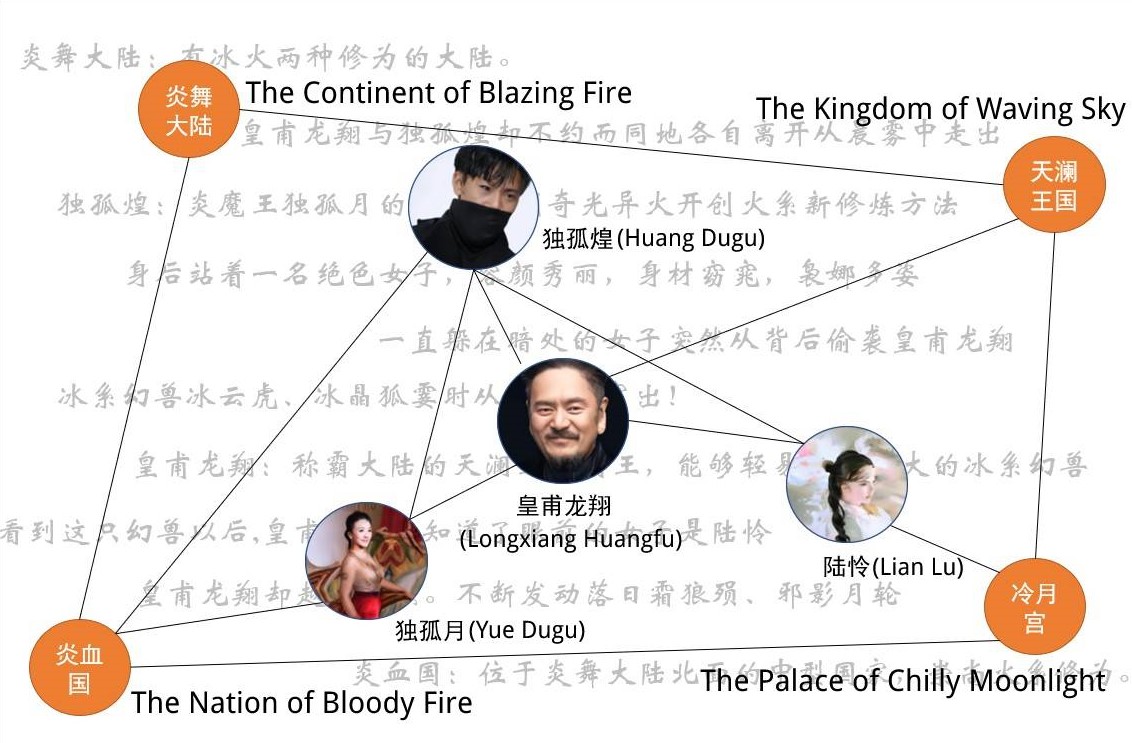 炎舞大陆：有冰火两种修为的大陆。
炎舞
大陆
The Continent of Blazing Fire
The Kingdom of Waving Sky
皇甫龙翔与独孤煌却不约而同地各自离开从晨雾中走出
天澜
王国
独孤煌：炎魔王独孤月的 奇光异火开创火系新修炼方法
独孤煌(Huang Dugu)
身后站着一名绝色女子，容颜秀丽，身材窈窕，袅娜多姿
一直躲在暗处的女子突然从背后偷袭皇甫龙翔
冰系幻兽冰云虎、冰晶狐霎时从 出！
皇甫龙翔：称霸大陆的天澜 王，能够轻易 大的冰系幻兽
皇甫龙翔
(Longxiang Huangfu)
看到这只幻兽以后,皇甫 知道了眼前的女子是陆怜
陆怜(Lian Lu)
皇甫龙翔却越 。不断发动落日霜狼殒、邪影月轮
冷月
宫
独孤月(Yue Dugu)
炎血
国
炎血国：位于炎舞大陆北面的中型国家，崇尚火系修为。
The Palace of Chilly Moonlight
The Nation of Bloody Fire